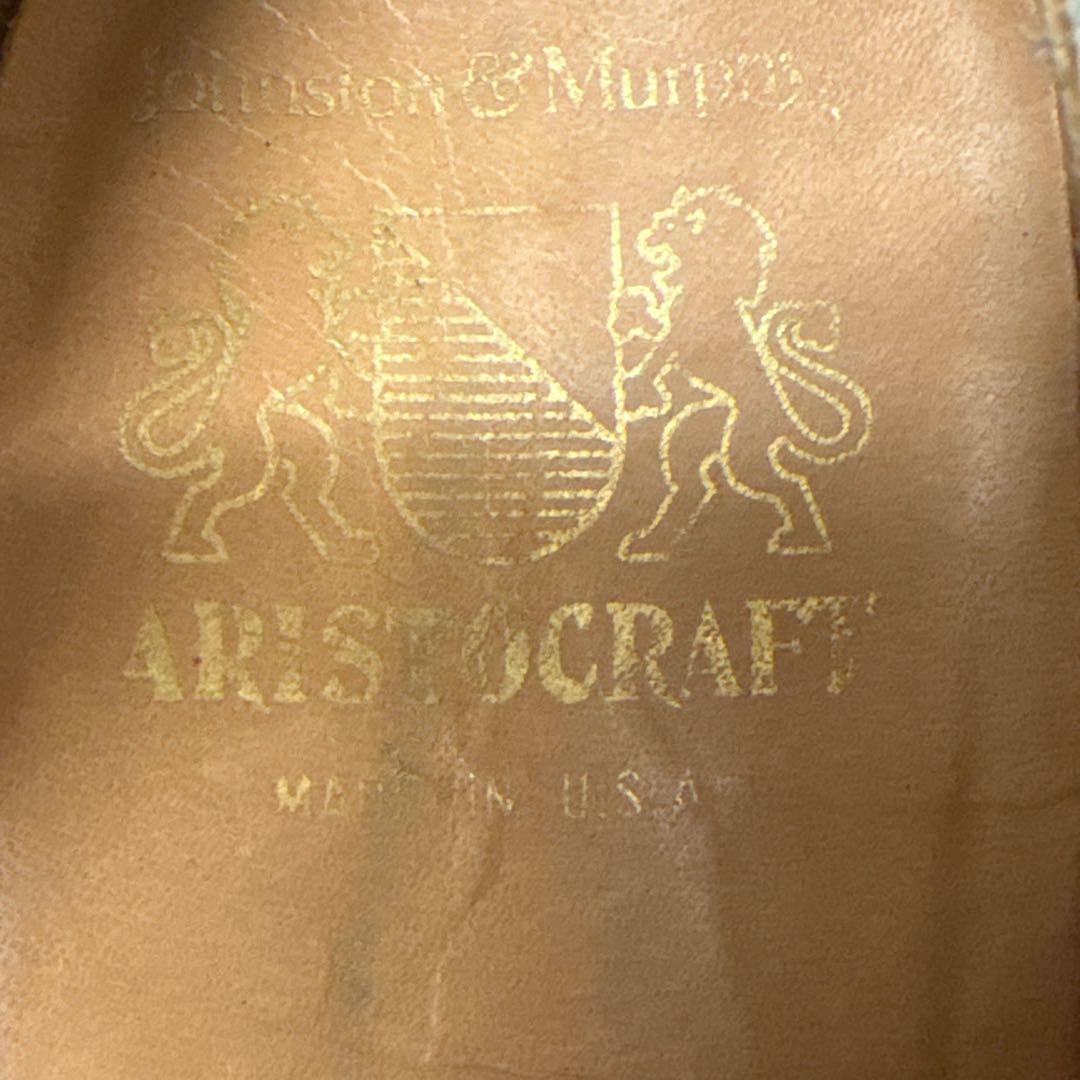 Johnston & Murphy
ARISTOCRAFT
MADE IN U.S.A.